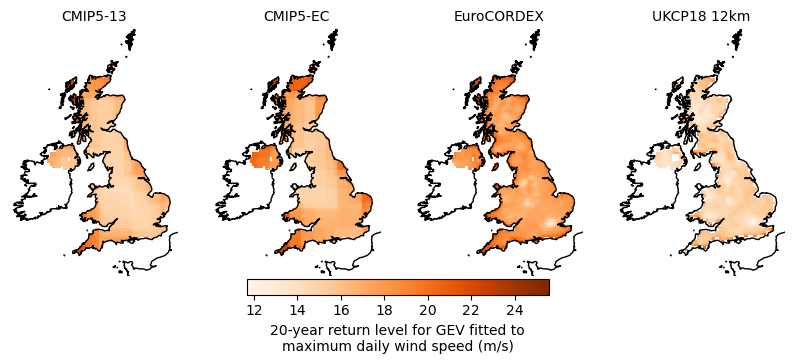 CMIP5-13 CMIP5-EC EuroCORDEX UKCP18 12km
12 14 16 18 20 22 24
20-year return level for GEV fitted to
maximum daily wind speed (m/s)